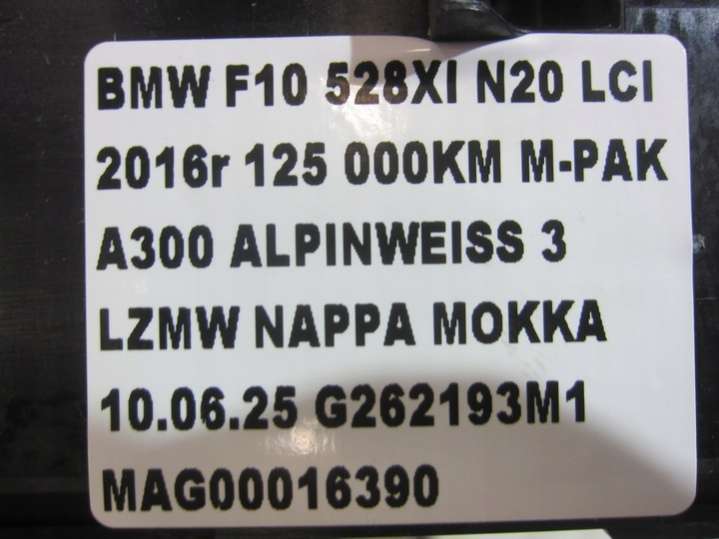 BMW F10 528XI N20 LCI
2016r 125 000KM M-PAK
A300 ALPINWEISS 3
LZMW NAPPA MOKKA
10.06.25 G262193M1
MAG00016390